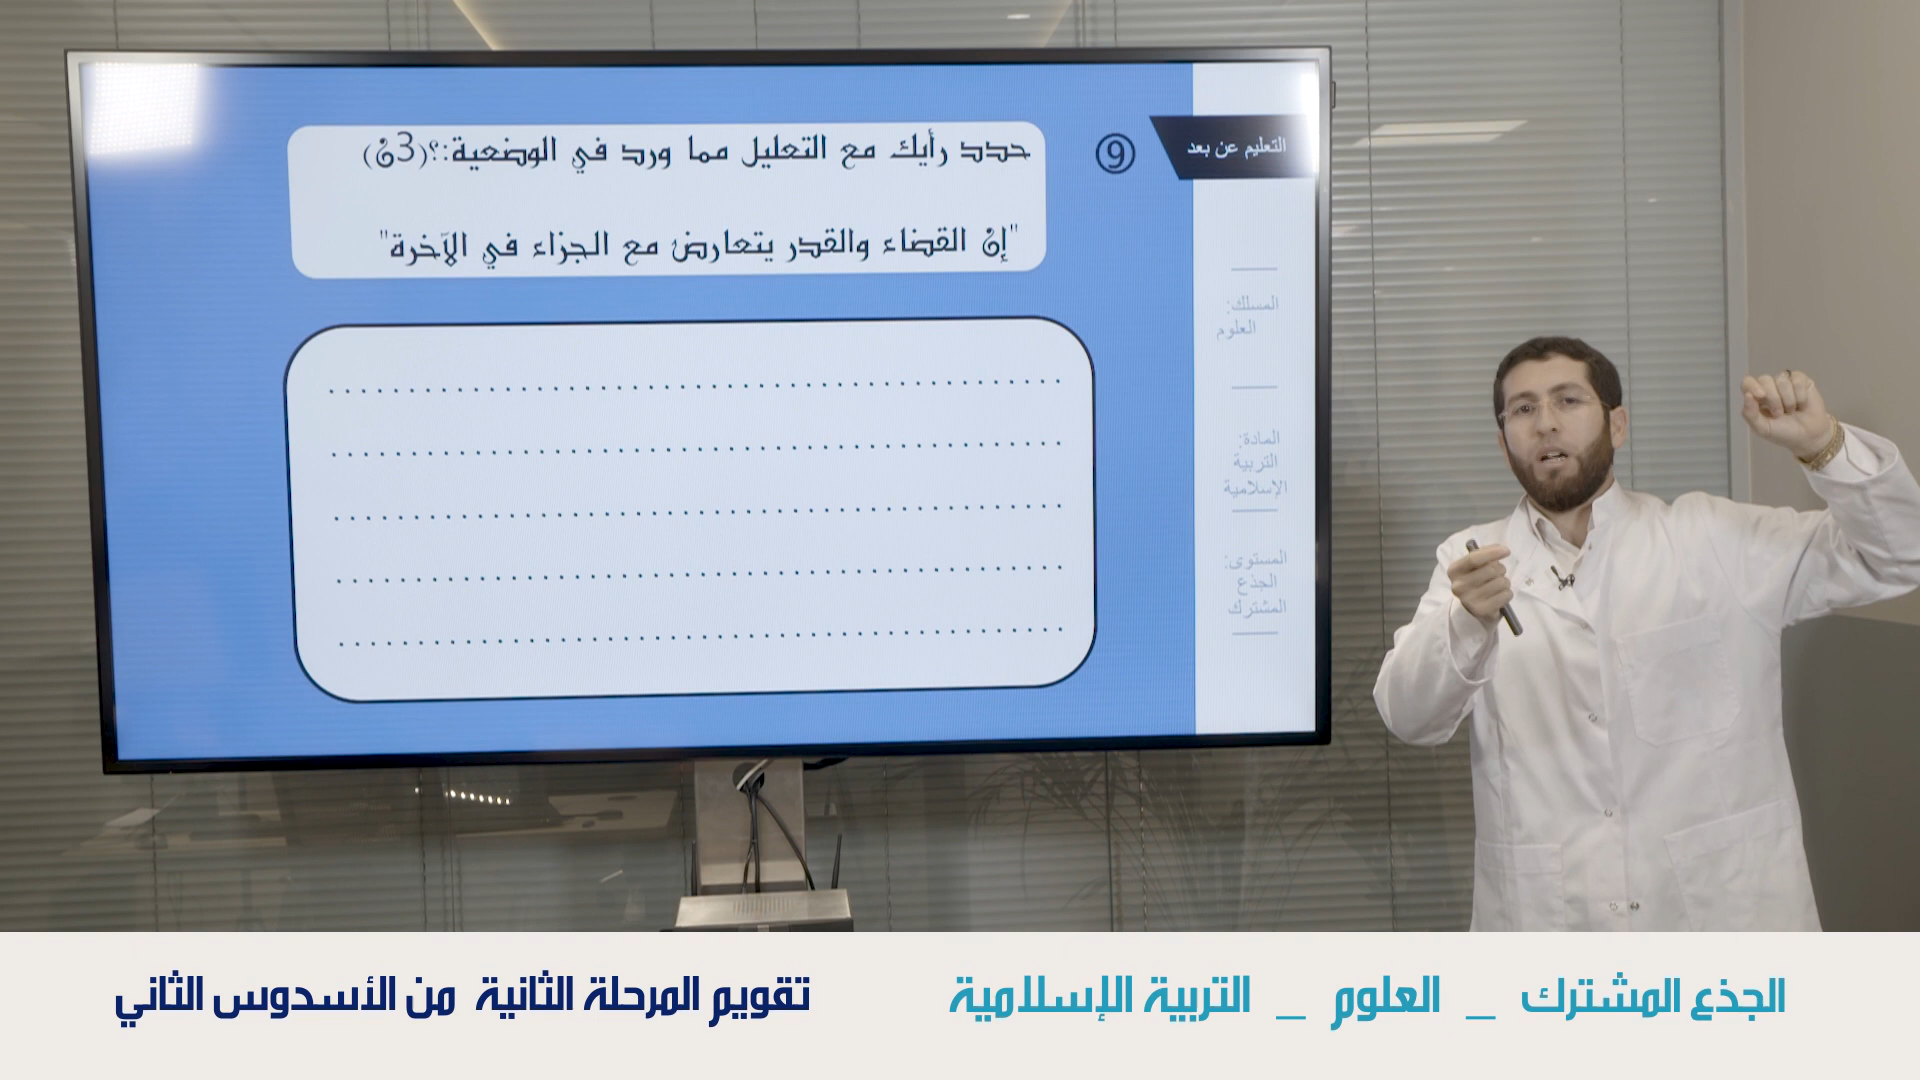 التعليم عن بعد
⑨ حدد رأيك مع التعليل مما ورد في الوضعية:؟(3ن)
"إن القضاء والقدر يتعارض مع الجزاء في الآخرة"
المسلك:
العلوم
المادة:
التربية
الإسلامية
المستوى:
الجذع
المشترك
الجذع المشترك _ العلوم _ التربية الإسلامية
تقويم المرحلة الثانية من الأسدوس الثاني